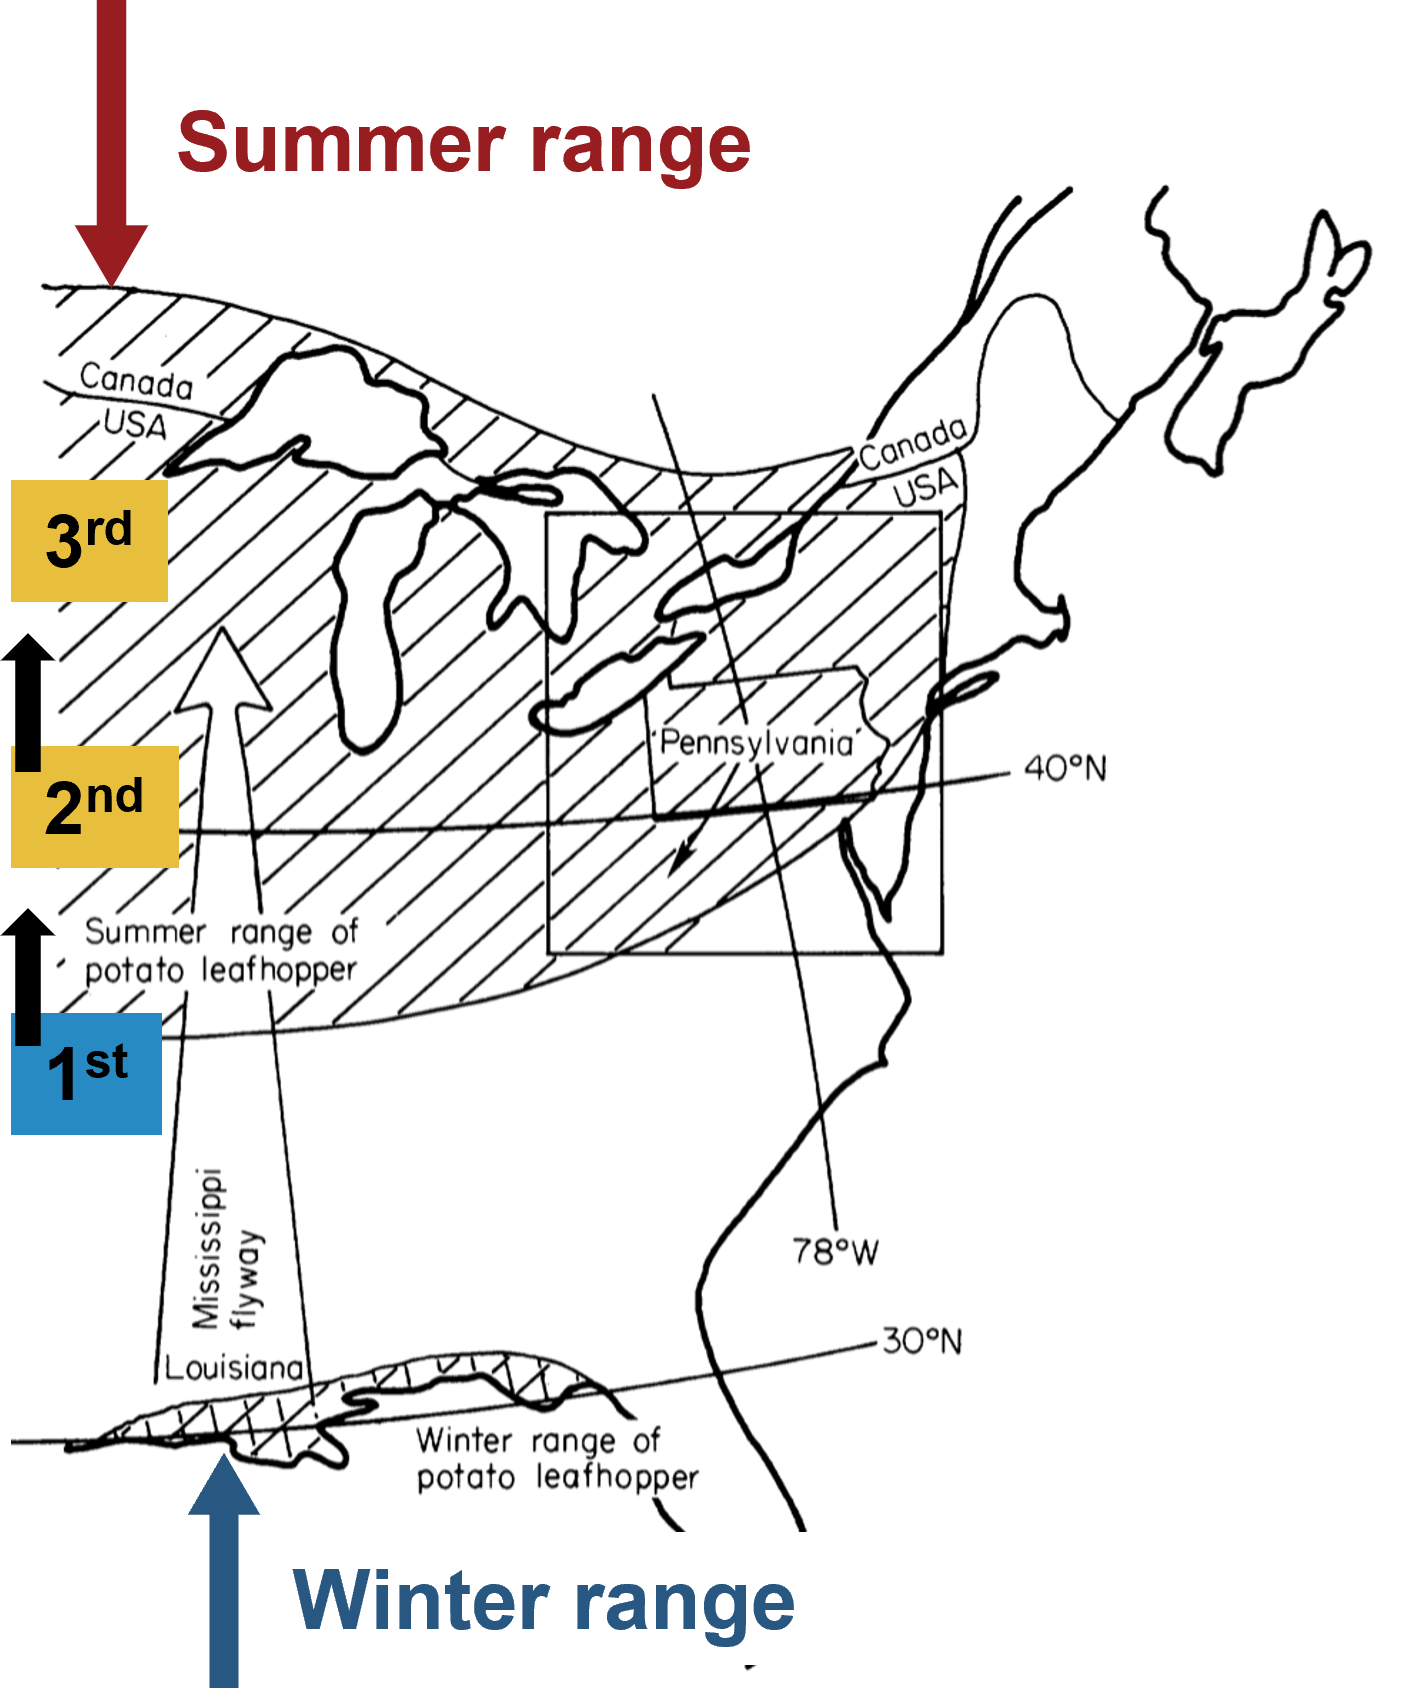 Summer range
Canada
USA
Canada
USA
3rd
Pennsylvania
40°N
2nd
Summer range of
potato leafhopper
1st
Mississippi
flyway
78°W
30°N
Louisiana
Winter range of
potato leafhopper
Winter range